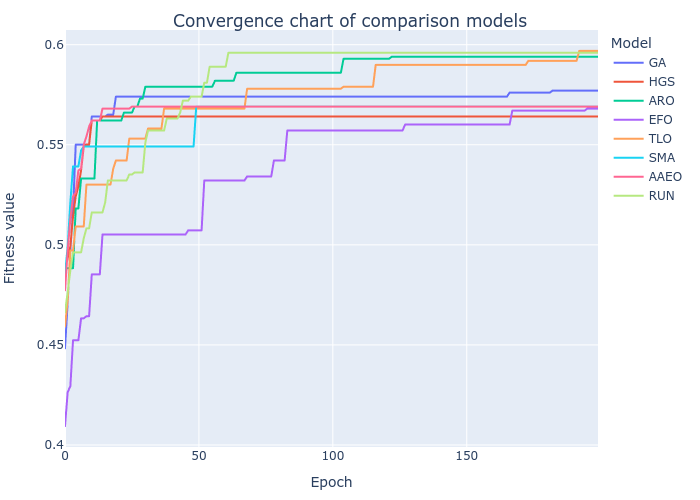 Convergence chart of comparison models
Fitness value
0.6
0.55
0.5
0.45
0.4
0
50
100
150
Epoch
Model
GA
HGS
ARO
EFO
TLO
SMA
AAEO
RUN